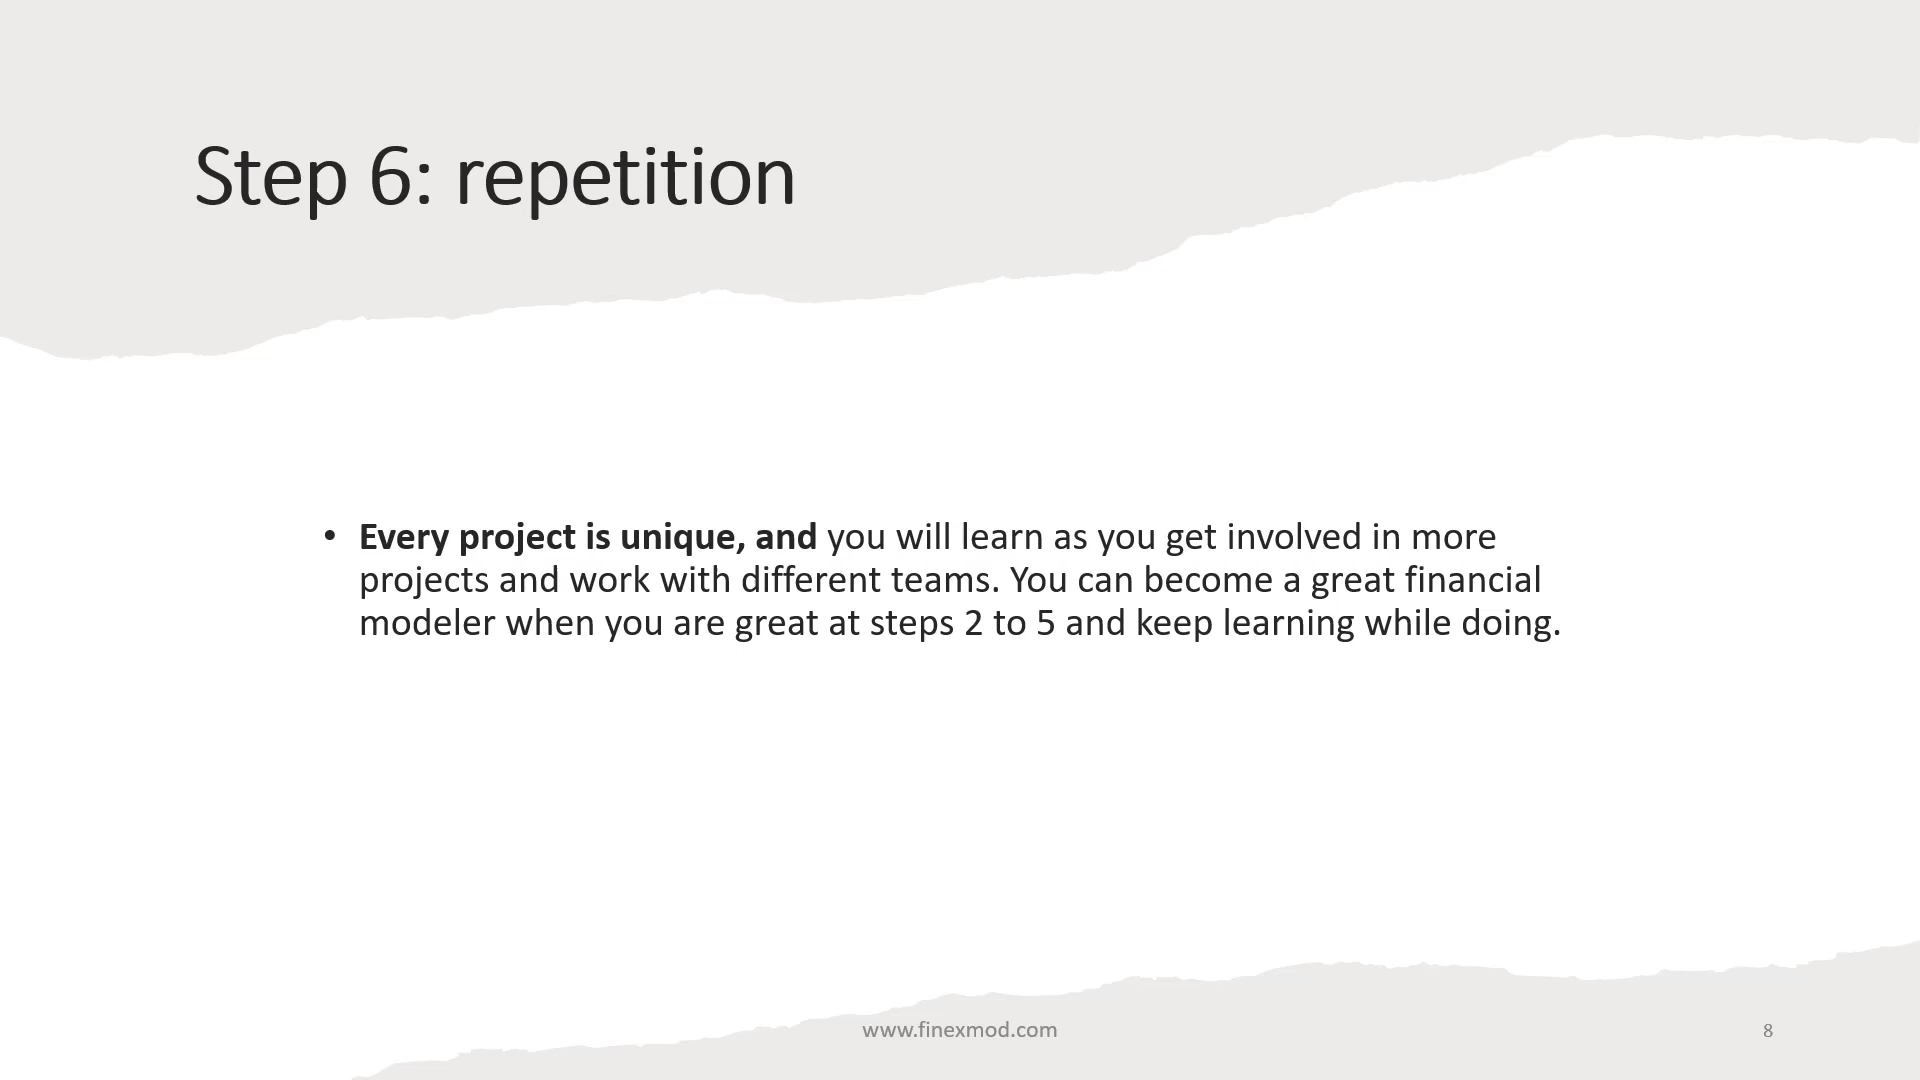 Step 6: repetition
• Every project is unique, and you will learn as you get involved in more
projects and work with different teams. You can become a great financial
modeler when you are great at steps 2 to 5 and keep learning while doing.
www.finexmod.com
8